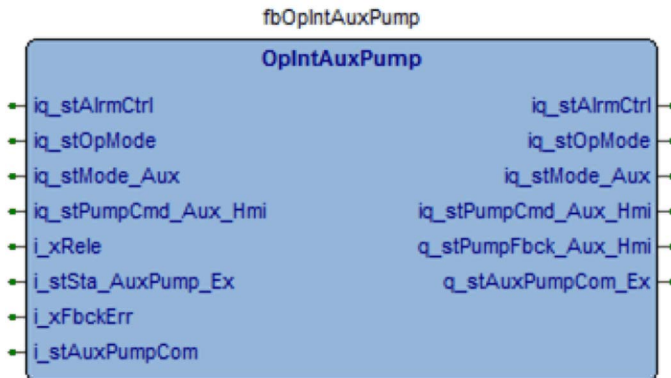 fbOpIntAuxPump
OpIntAuxPump
iq_stAlrmCtrl iq_stAlrmCtrl
iq_stOpMode iq_stOpMode
iq_stMode_Aux iq_stMode_Aux
iq_stPumpCmd_Aux_Hmi iq_stPumpCmd_Aux_Hmi
i_xRele q_stPumpFbck_Aux_Hmi
i_stSta_AuxPump_Ex q_stAuxPumpCom_Ex
i_xFbckErr
i_stAuxPumpCom